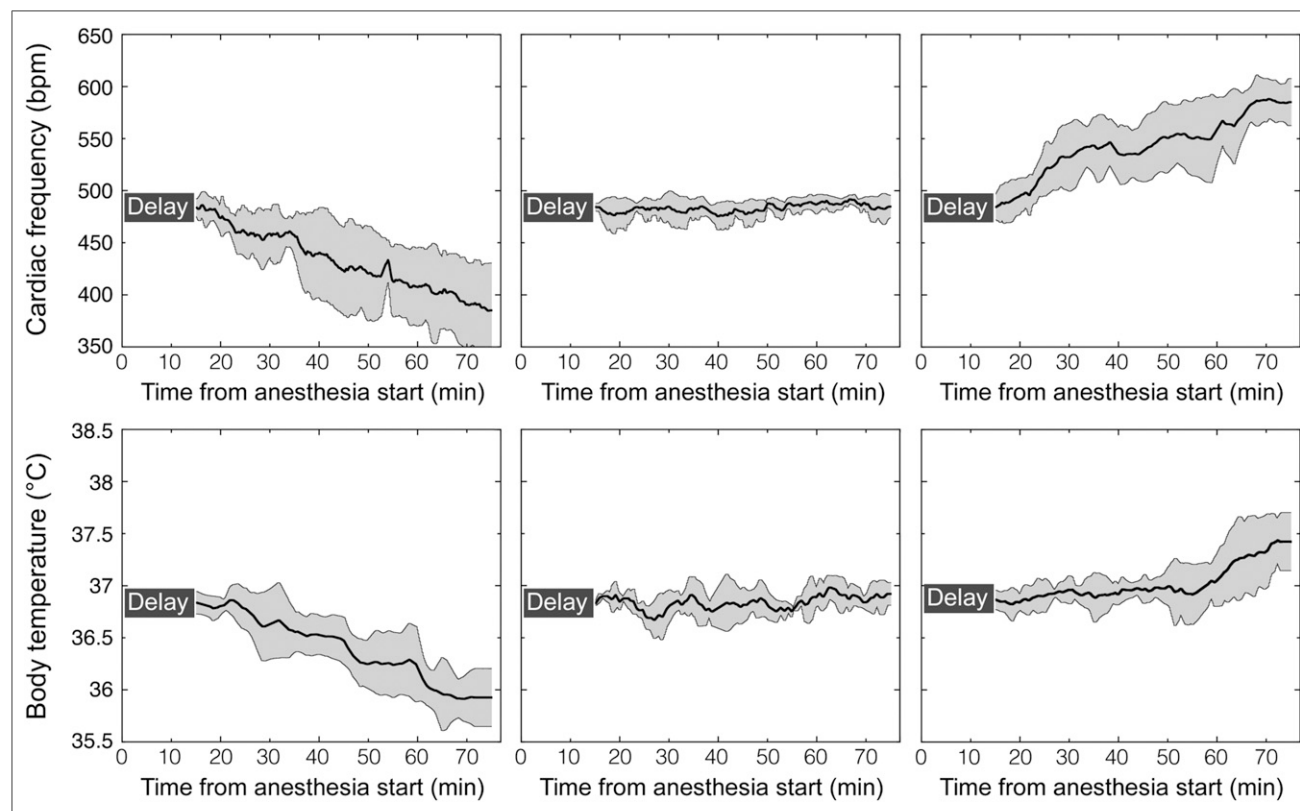 Cardiac frequency (bpm)
650
600
550
500
450
400
350
Delay
Delay
Delay
0 10 20 30 40 50 60 70
0 10 20 30 40 50 60 70
0 10 20 30 40 50 60 70
Time from anesthesia start (min)
Time from anesthesia start (min)
Time from anesthesia start (min)
Body temperature (°C)
38.5
38
37.5
37
36.5
36
35.5
Delay
Delay
Delay
0 10 20 30 40 50 60 70
0 10 20 30 40 50 60 70
0 10 20 30 40 50 60 70
Time from anesthesia start (min)
Time from anesthesia start (min)
Time from anesthesia start (min)